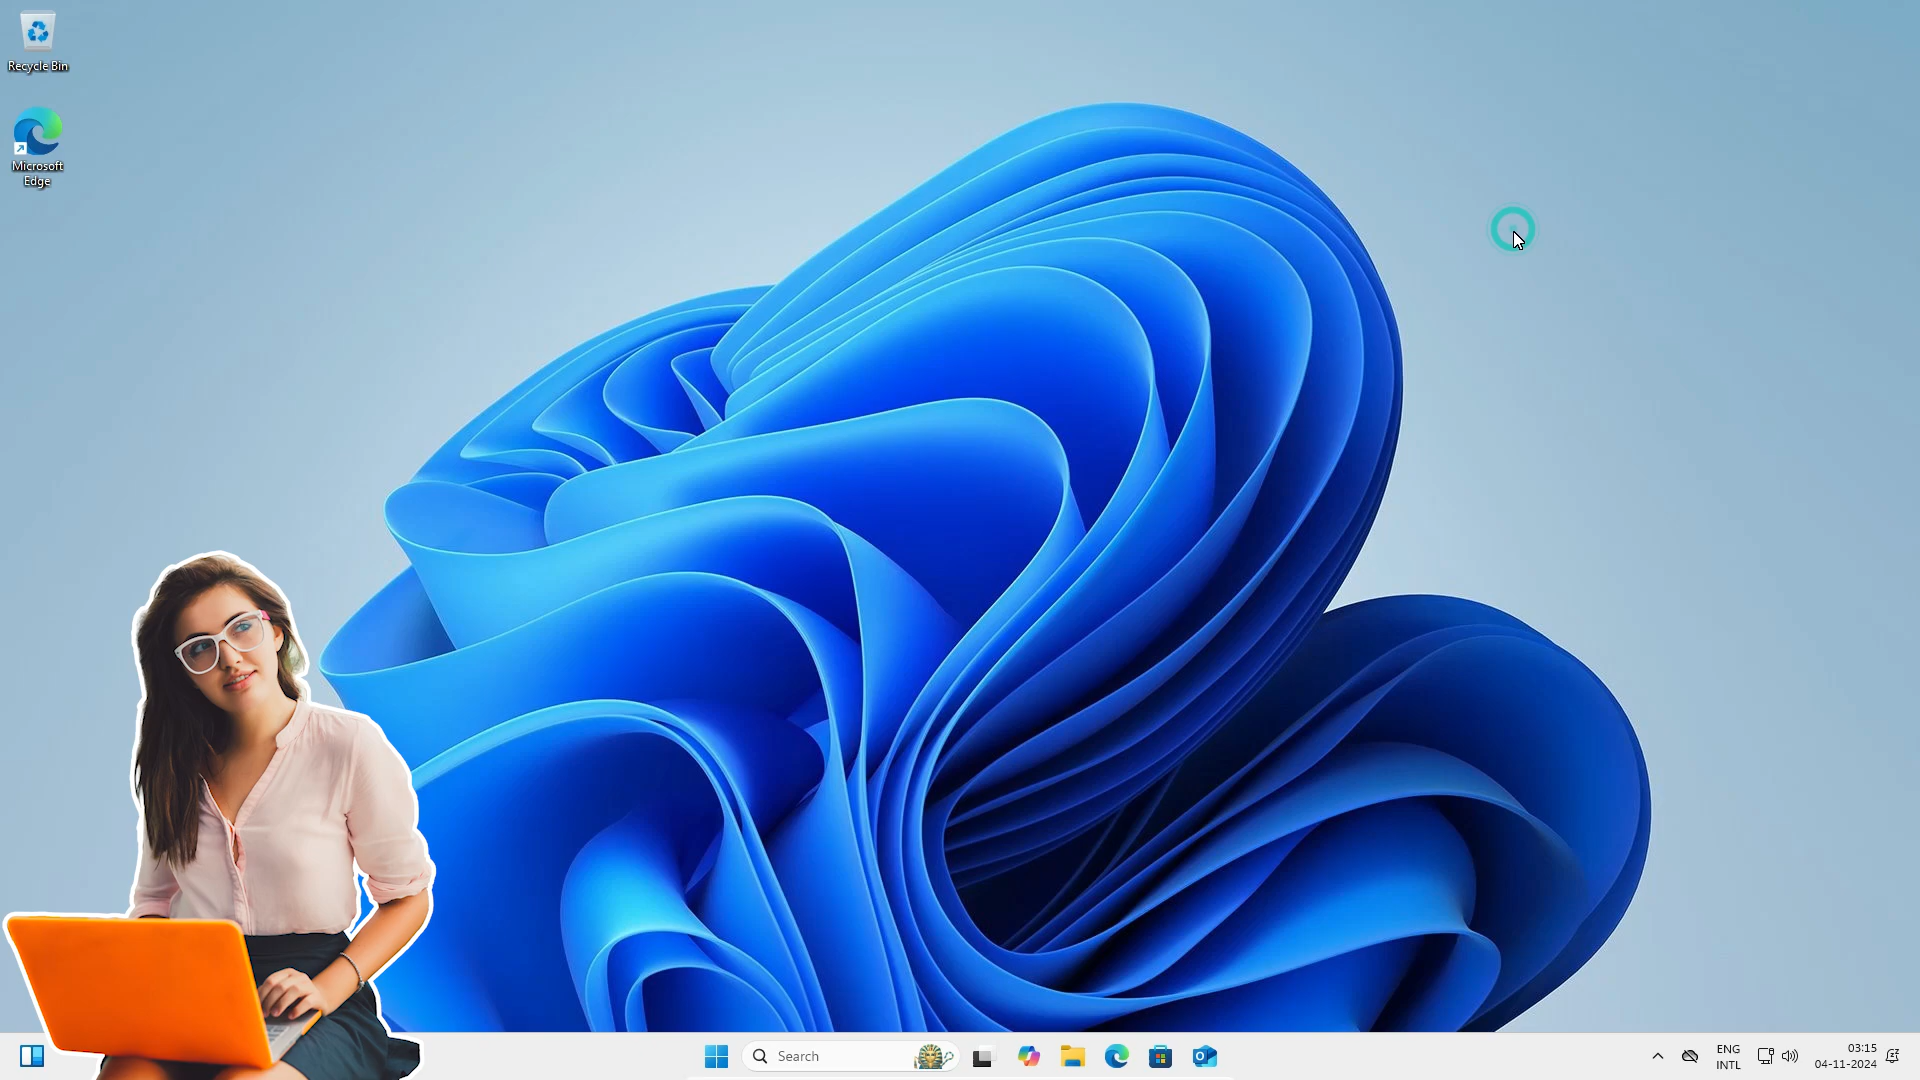 Recycle Bin
Microsoft
Edge
Search
ENG
INTL
03:15
04-11-2024